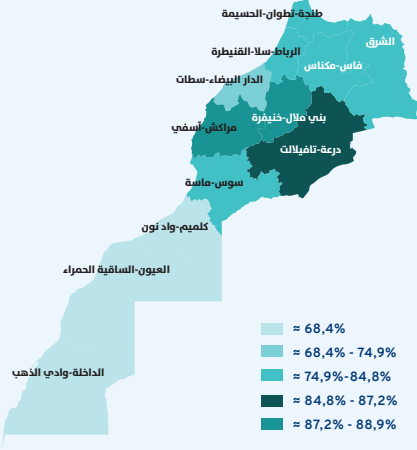 طنجة-تطوان-الحسيمة
الشرق
الرباط-سلا-القنيطرة
فاس-مكناس
الدار البيضاء-سطات
بني ملال-خنيفرة
مراكش-آسفي
درعة-تافيلالت
سوس-ماسة
كلميم-واد نون
العيون-الساقية الحمراء
الداخلة-وادي الذهب
≈ 68,4%
≈ 68,4% - 74,9%
≈ 74,9%-84,8%
≈ 84,8% - 87,2%
≈ 87,2% - 88,9%